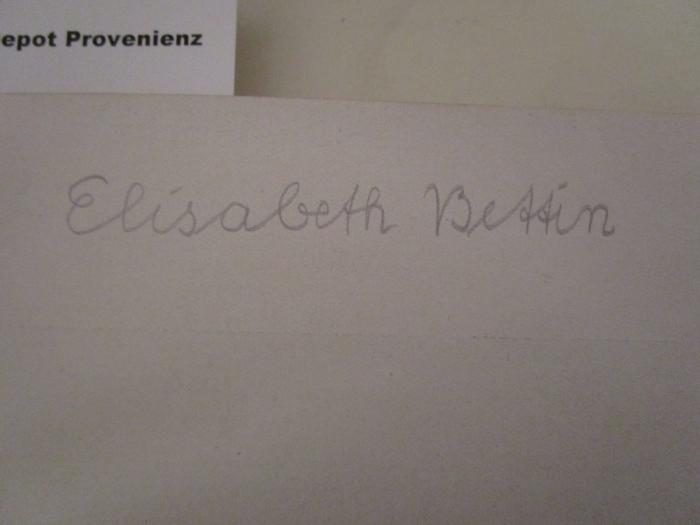 epot Provenienz
Elisabeth Bettin